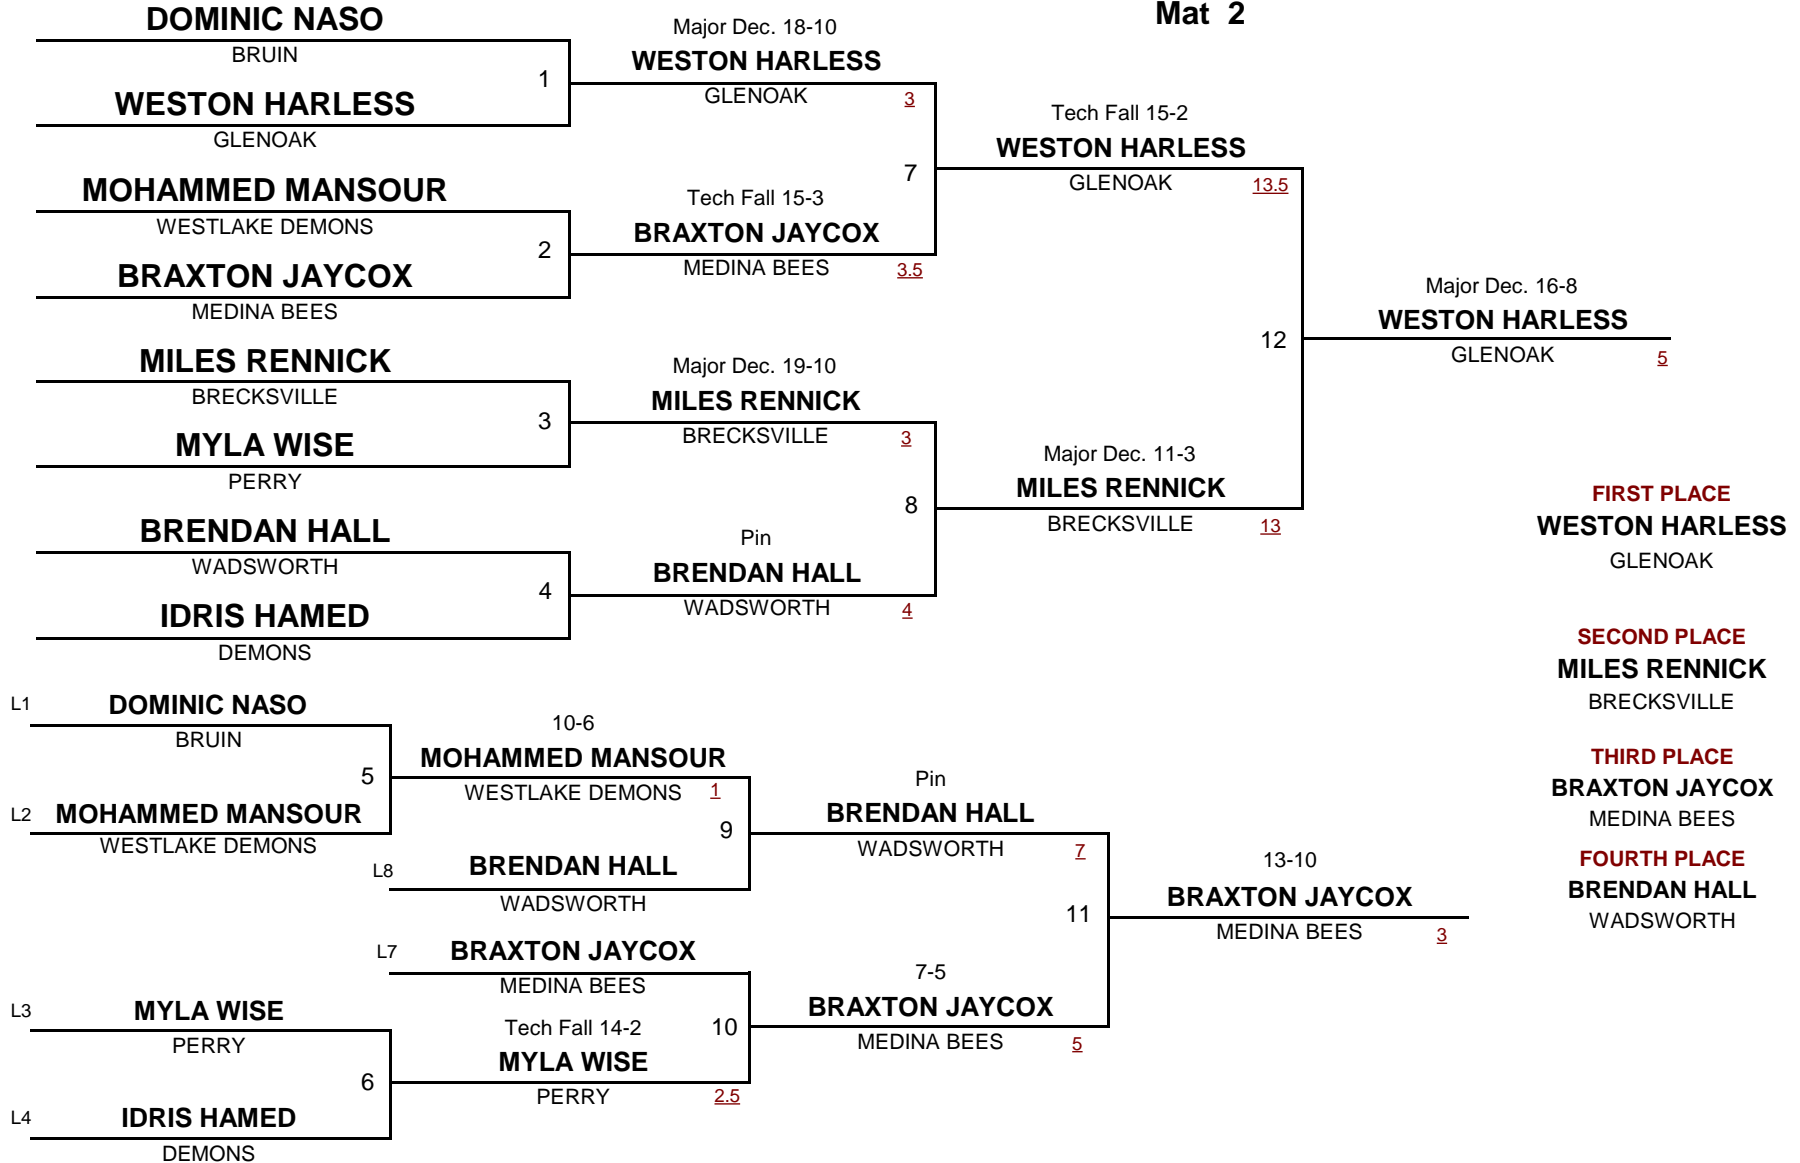 Mat 2
DOMINIC NASO
BRUIN
1
WESTON HARLESS
GLENOAK
MOHAMMED MANSOUR
WESTLAKE DEMONS
2
BRAXTON JAYCOX
MEDINA BEES
MILES RENNICK
BRECKSVILLE
3
MYLA WISE
PERRY
BRENDAN HALL
WADSWORTH
4
IDRIS HAMED
DEMONS
Major Dec. 18-10
WESTON HARLESS
GLENOAK 3
7
Tech Fall 15-3
BRAXTON JAYCOX
MEDINA BEES 3.5
Major Dec. 19-10
MILES RENNICK
BRECKSVILLE 3
8
Pin
BRENDAN HALL
WADSWORTH 4
Tech Fall 15-2
WESTON HARLESS
GLENOAK 13.5
12
Major Dec. 11-3
MILES RENNICK
BRECKSVILLE 13
Major Dec. 16-8
WESTON HARLESS
GLENOAK 5
L1 DOMINIC NASO
BRUIN
5
L2 MOHAMMED MANSOUR
WESTLAKE DEMONS
10-6
MOHAMMED MANSOUR
WESTLAKE DEMONS 1
9
L8 BRENDAN HALL
WADSWORTH
L7 BRAXTON JAYCOX
MEDINA BEES
10
Tech Fall 14-2
MYLA WISE
PERRY 2.5
L3 MYLA WISE
PERRY
6
L4 IDRIS HAMED
DEMONS
Pin
BRENDAN HALL
WADSWORTH 7
11
7-5
BRAXTON JAYCOX
MEDINA BEES 5
13-10
BRAXTON JAYCOX
MEDINA BEES 3
FIRST PLACE
WESTON HARLESS
GLENOAK
SECOND PLACE
MILES RENNICK
BRECKSVILLE
THIRD PLACE
BRAXTON JAYCOX
MEDINA BEES
FOURTH PLACE
BRENDAN HALL
WADSWORTH